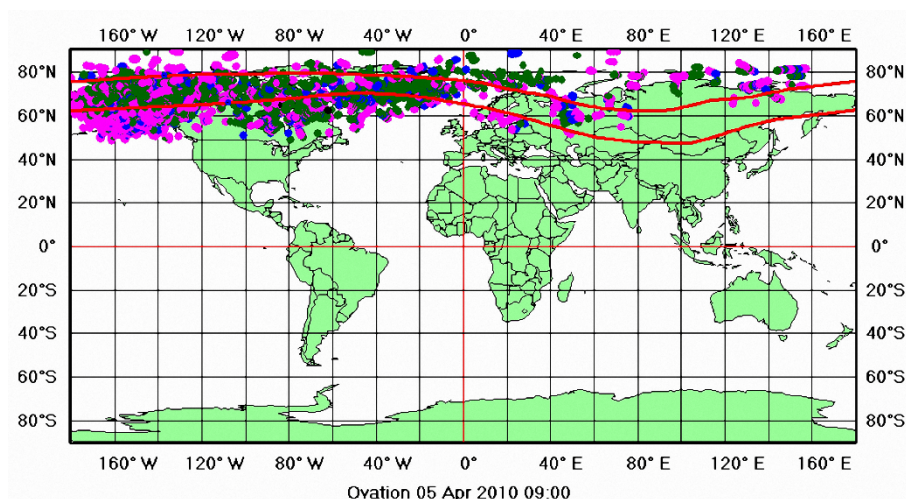 160° W 120° W 80° W 40° W 0° 40° E 80° E 120° E 160° E
80°N 80°N
60°N 60°N
40°N 40°N
20°N 20°N
0° 0°
20°S 20°S
40°S 40°S
60°S 60°S
80°S 80°S
160° W 120° W 80° W 40° W 0° 40° E 80° E 120° E 160° E
Ovation 05 Apr 2010 09:00